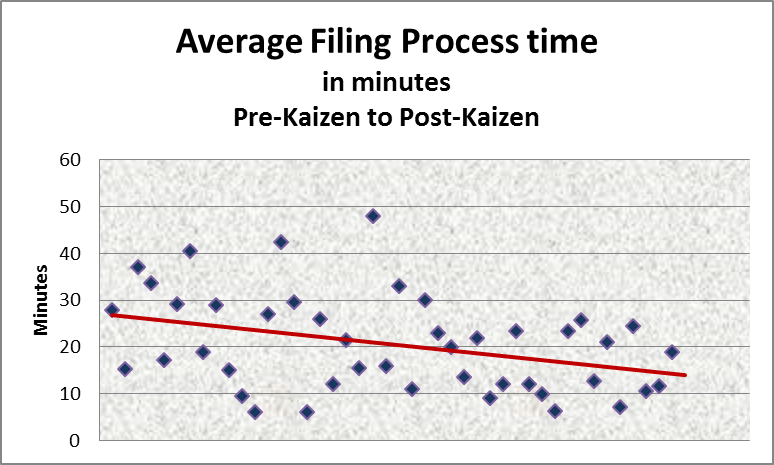 Average Filing Process time
in minutes
Pre-Kaizen to Post-Kaizen
Minutes
60
50
40
30
20
10
0